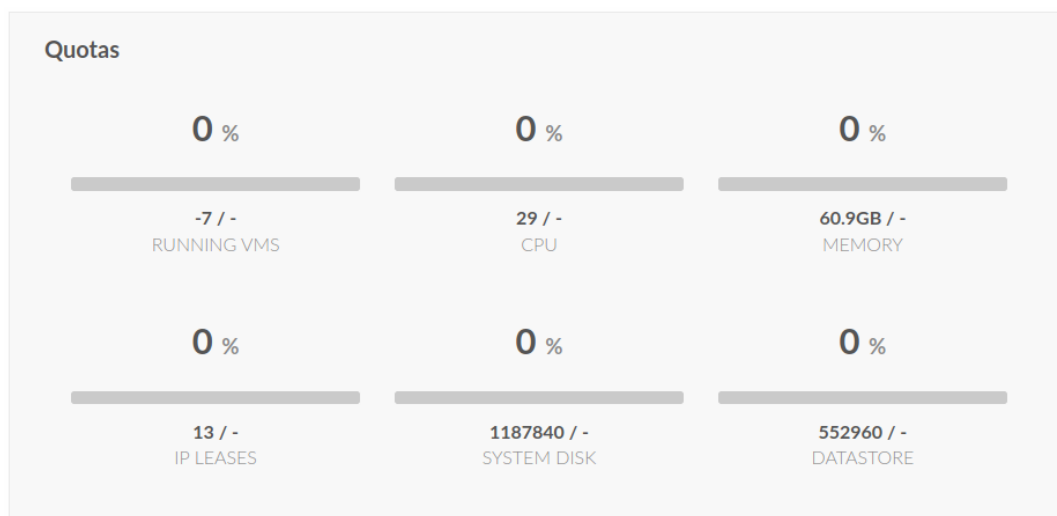 Quotas
0 % 0 % 0 %
-7 / - 29 / - 60.9GB / -
RUNNING VMS CPU MEMORY
0 % 0 % 0 %
13 / - 1187840 / - 552960 / -
IP LEASES SYSTEM DISK DATASTORE